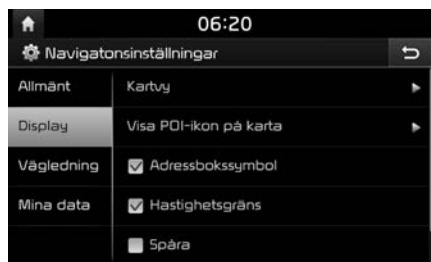 06:20
Navigatonsinställningar
Allmänt
Kartvy
Display
Visa POI-ikon på karta
Vägledning
Adressbokssymbol
Mina data
Hastighetsgräns
Spåra